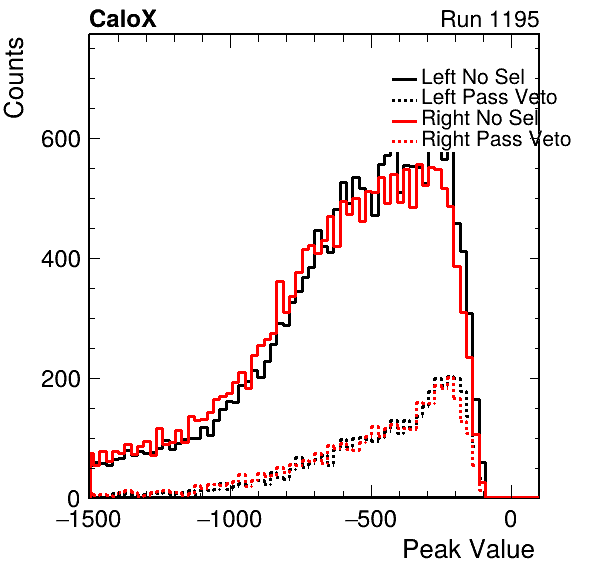 CaloX Run 1195
Counts
Left No Sel
Left Pass Veto
Right No Sel
Right Pass Veto
600
400
200
0
−1500 −1000 −500 0
Peak Value